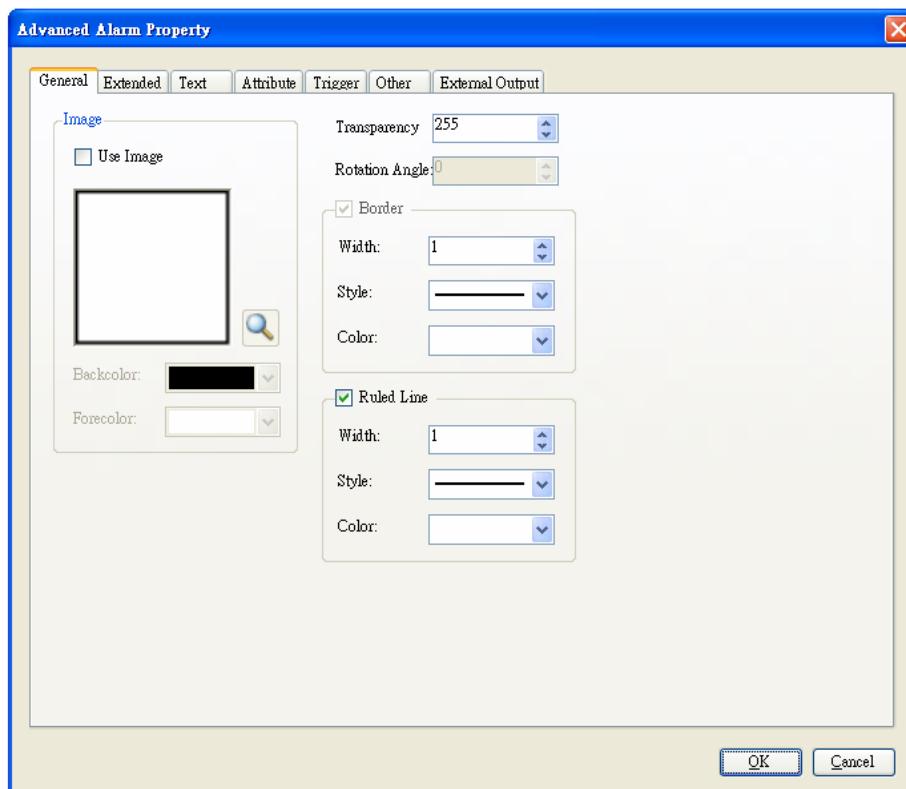 Advanced Alarm Property
General Extended Text Attribute Trigger Other External Output
Image
Use Image
Backcolor:
Forecolor:
Transparency 255
Rotation Angle: 0
Border
Width: 1
Style:
Color:
Ruled Line
Width: 1
Style:
Color:
OK Cancel